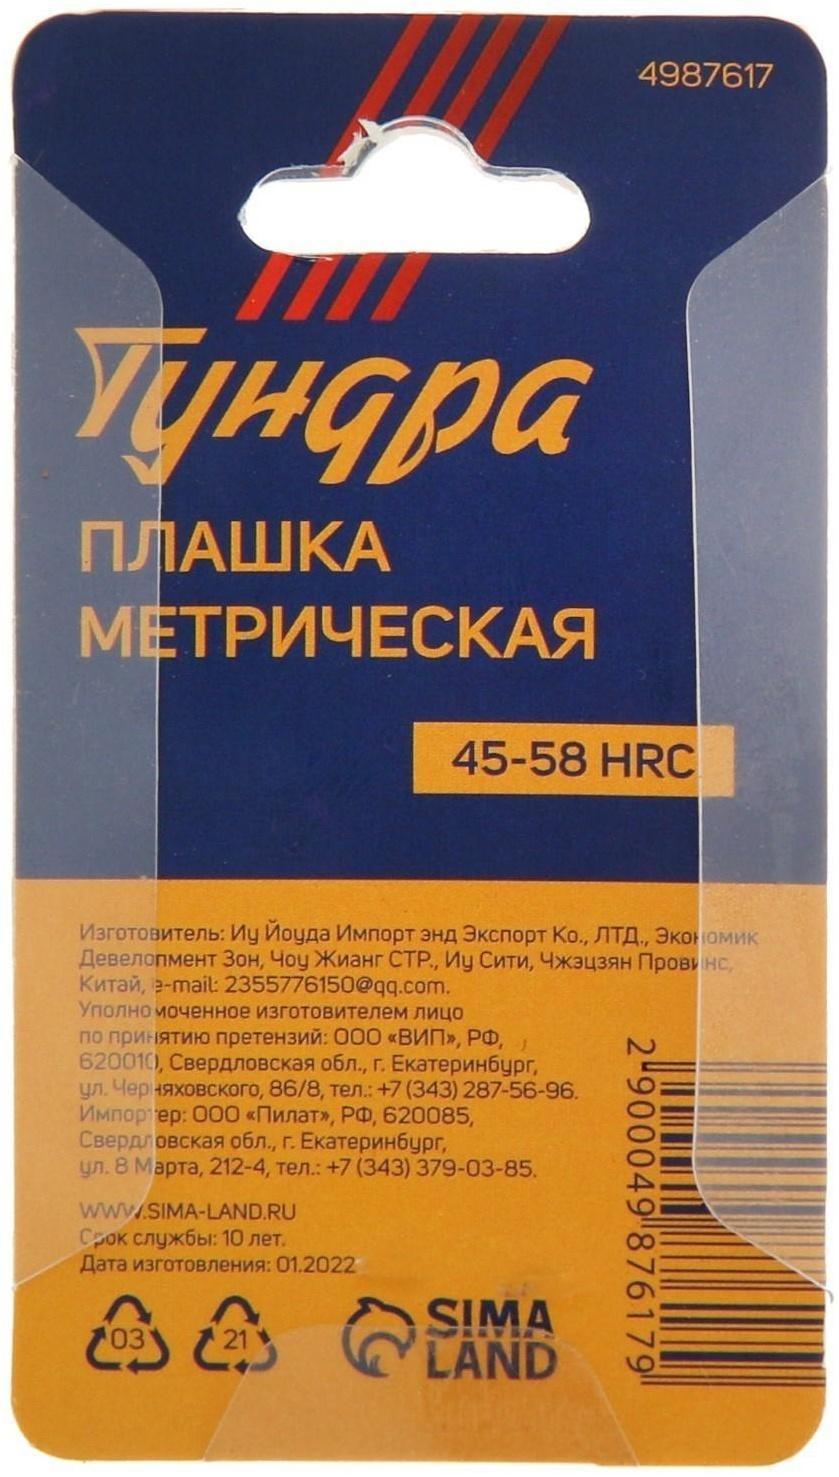 4987617
Тундра
ПЛАШКА
МЕТРИЧЕСКАЯ
45-58 HRC
Изготовитель: Иу Йоуда Импорт энд Экспорт Ко., ЛТД., Экономик
Девелопмент Зон, Чоу Жианг СТР., Иу Сити, Чжэцзян Провинс,
Китай, e-mail: 2355776150@qq.com.
Уполномоченное изготовителем лицо
по принятию претензий: ООО «ВИП», РФ,
620010, Свердловская обл., г. Екатеринбург,
ул. Черняховского, 86/8, тел.: +7 (343) 287-56-96.
Импортер: ООО «Пилат», РФ, 620085,
Свердловская обл., г. Екатеринбург,
ул. 8 Марта, 212-4, тел.: +7 (343) 379-03-85.
WWW.SIMA-LAND.RU
Срок службы: 10 лет.
Дата изготовления: 01.2022
03
21
SIMA
LAND
2900049876179